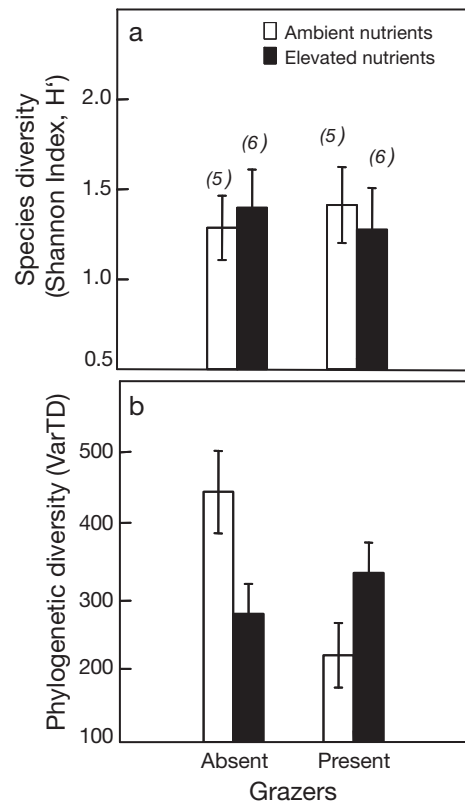 a
Ambient nutrients
Elevated nutrients
Species diversity
(Shannon Index, H‘)
2.0
1.5
1.0
0.5
(5)
(6)
(5)
(6)
b
Phylogenetic diversity (VarTD)
500
400
300
200
100
Absent
Present
Grazers